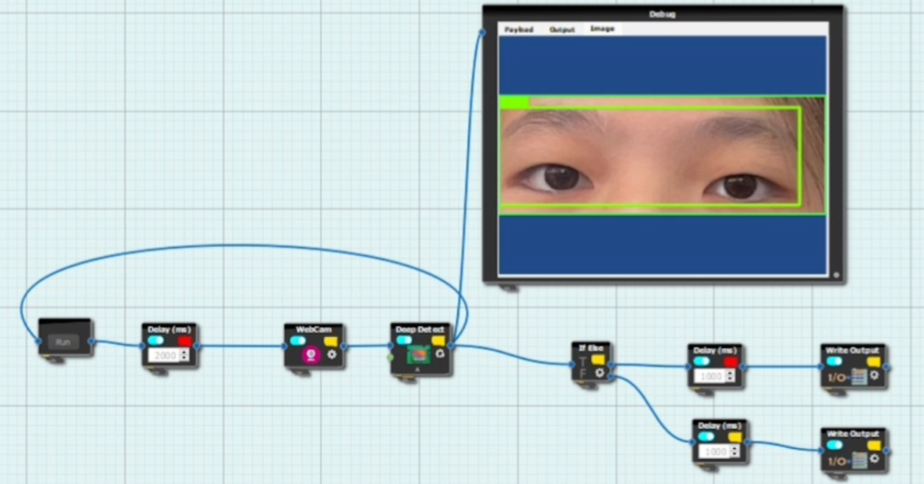 Debug
Payload Output Image
Run
Delay (ms)
2000
WebCam
Deep Detect
If Else
T
F
Delay (ms)
1000
Write Output
I/O
Delay (ms)
1000
Write Output
I/O